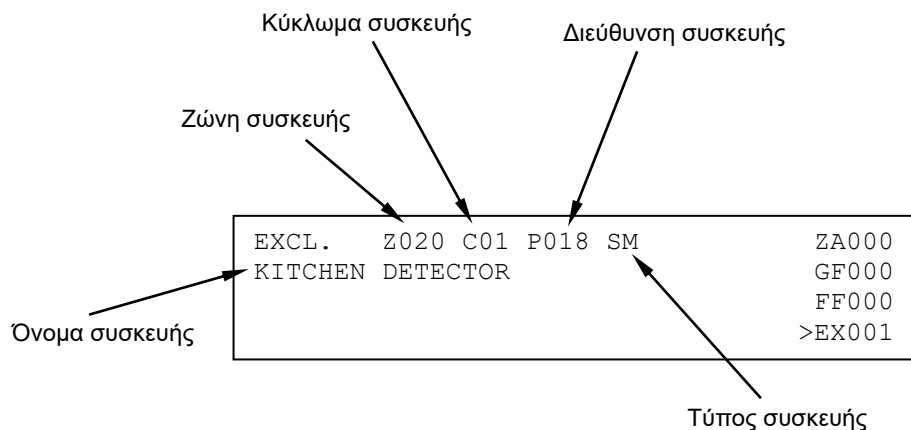 Κύκλωμα συσκευής
Διεύθυνση συσκευής
Ζώνη συσκευής
EXCL. Z020 C01 P018 SM ZA000
KITCHEN DETECTOR GF000
FF000
>EX001
Όνομα συσκευής
Τύπος συσκευής